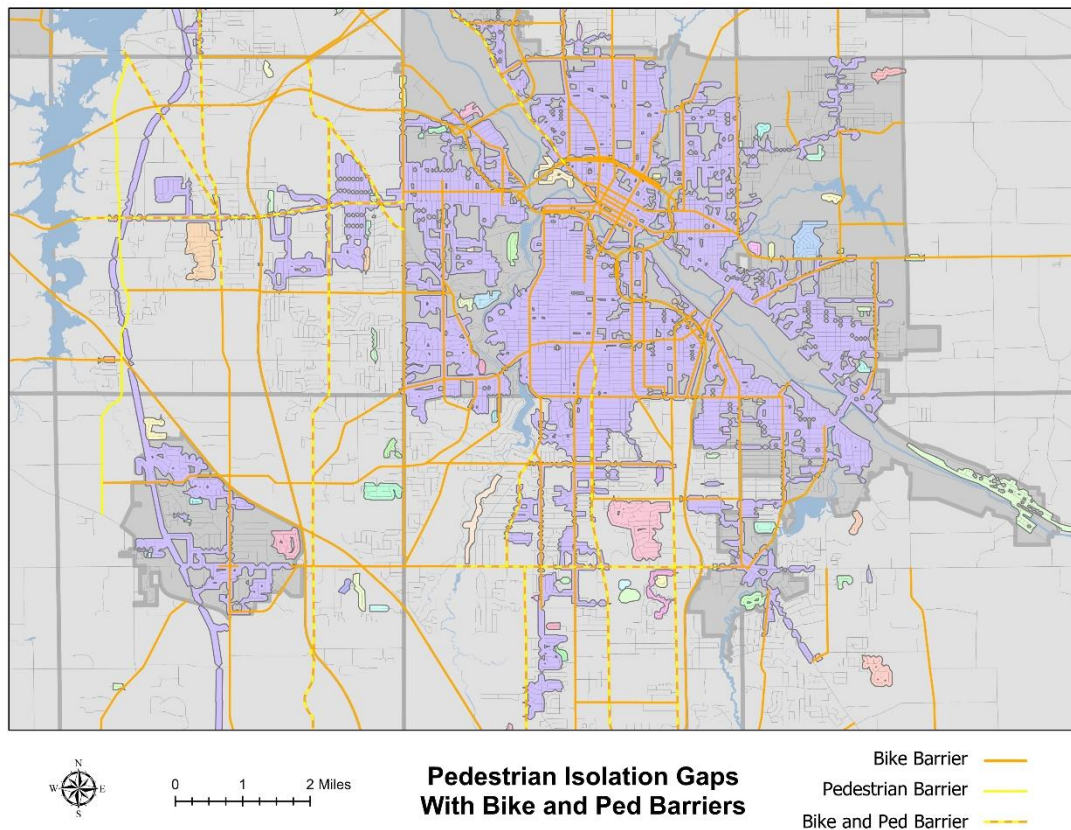 N
W E
S
0 1 2 Miles
Pedestrian Isolation Gaps
With Bike and Ped Barriers
Bike Barrier
Pedestrian Barrier
Bike and Ped Barrier